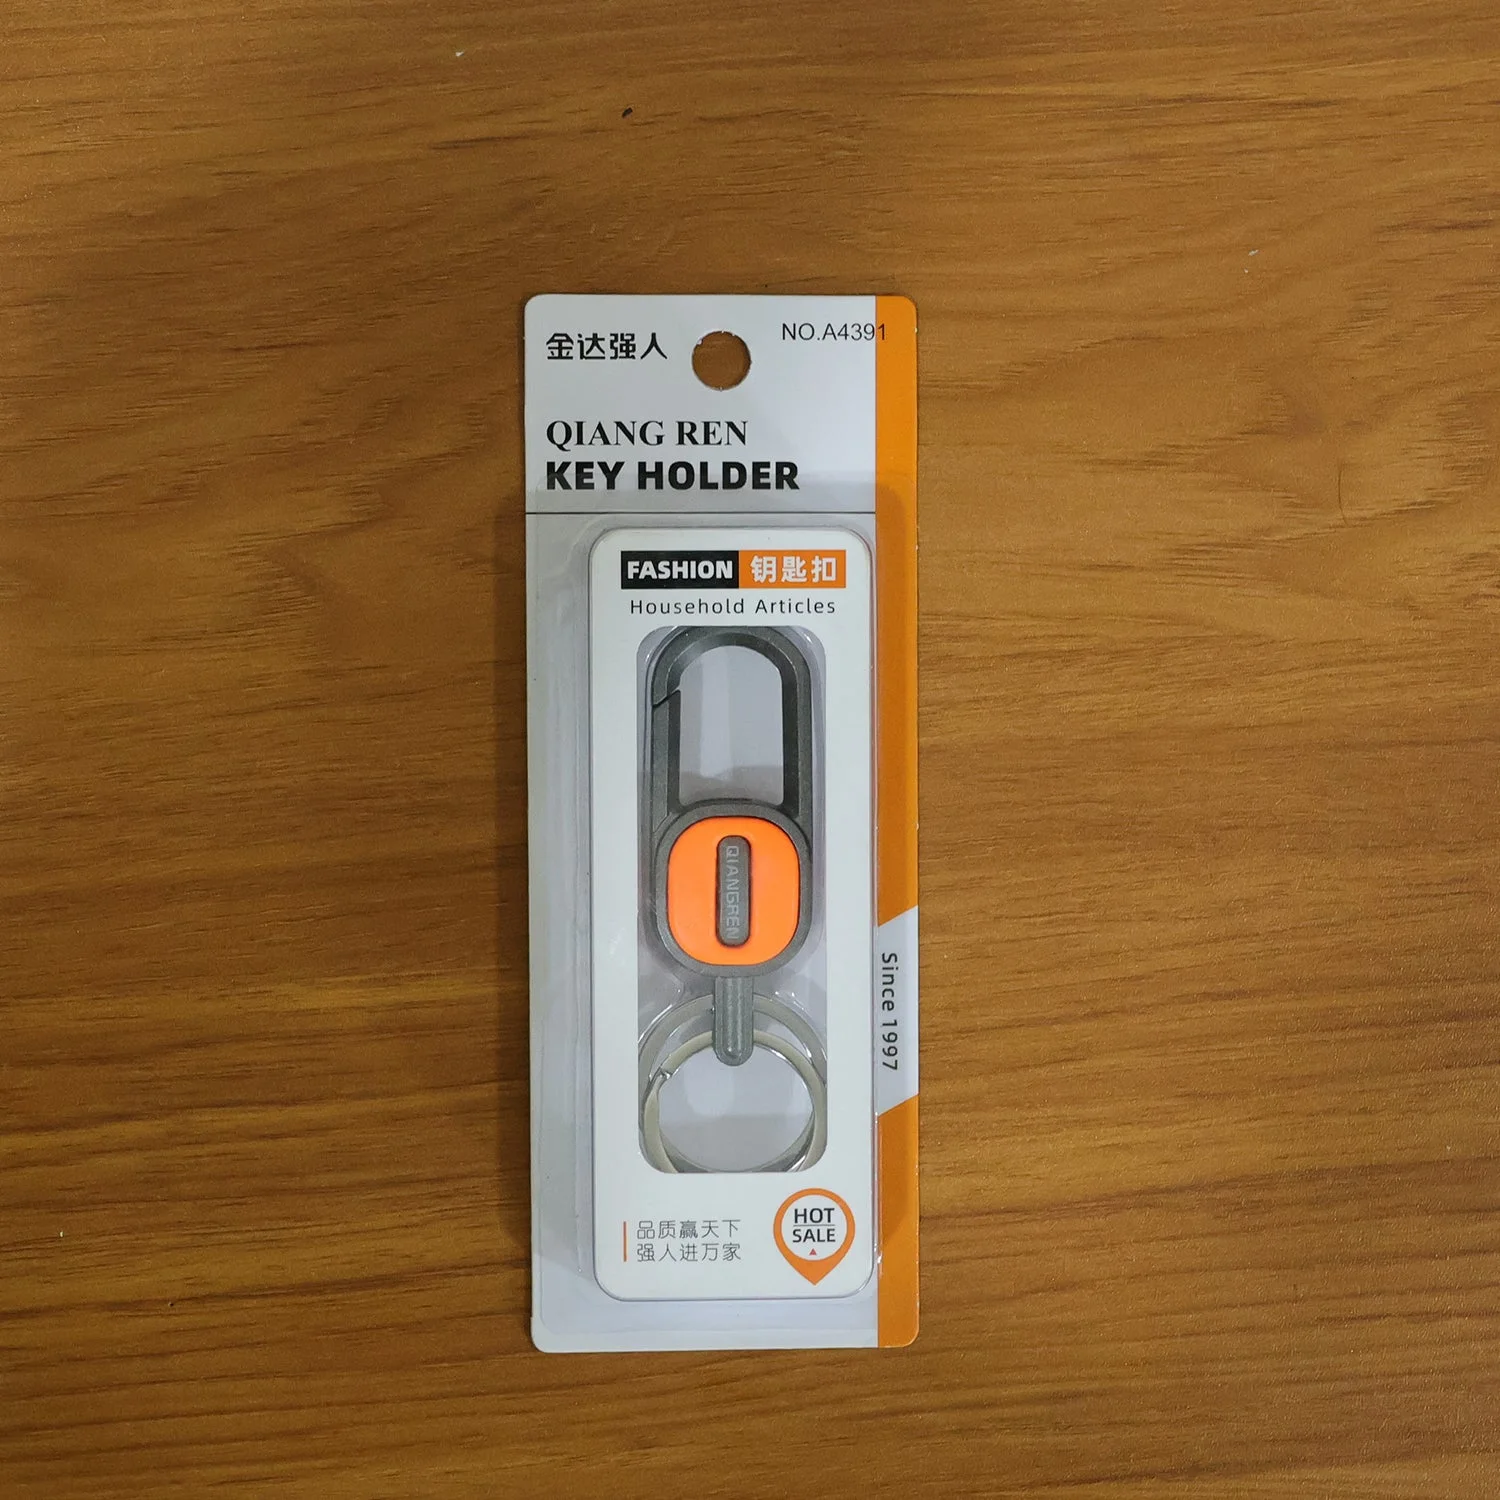 金达强人
NO.A4391
QIANG REN
KEY HOLDER
FASHION 钥匙扣
Household Articles
QIANGREN
Since 1997
品质赢天下
强人进万家
HOT
SALE